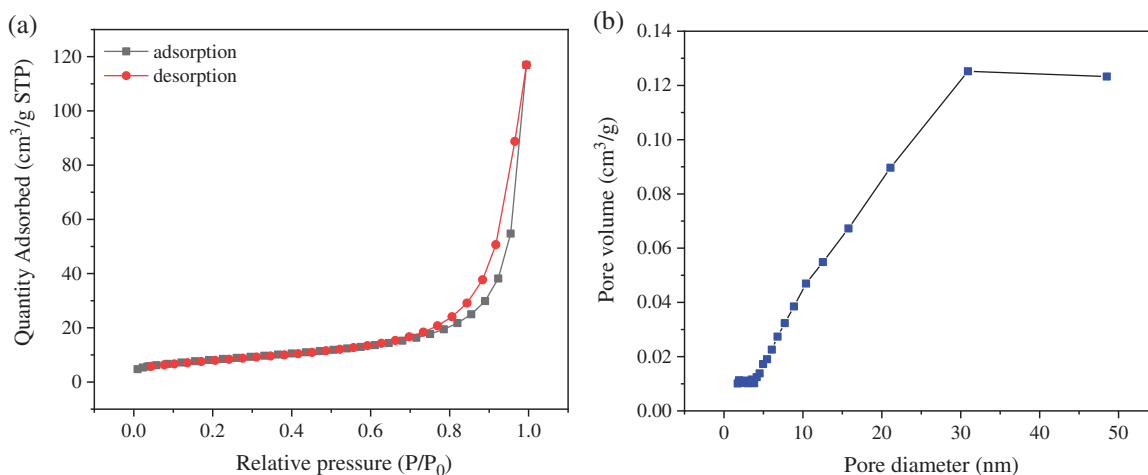 (a)
adsorption
desorption
Quantity Adsorbed (cm³/g STP)
120
100
80
60
40
20
0
0.0 0.2 0.4 0.6 0.8 1.0
Relative pressure (P/P₀)
(b)
Pore volume (cm³/g)
0.14
0.12
0.10
0.08
0.06
0.04
0.02
0.00
0 10 20 30 40 50
Pore diameter (nm)